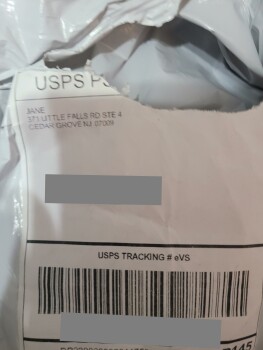 USPS P
JANE
371 LITTLE FALLS RD STE 4
CEDAR GROVE NJ 07009
USPS TRACKING # eVS